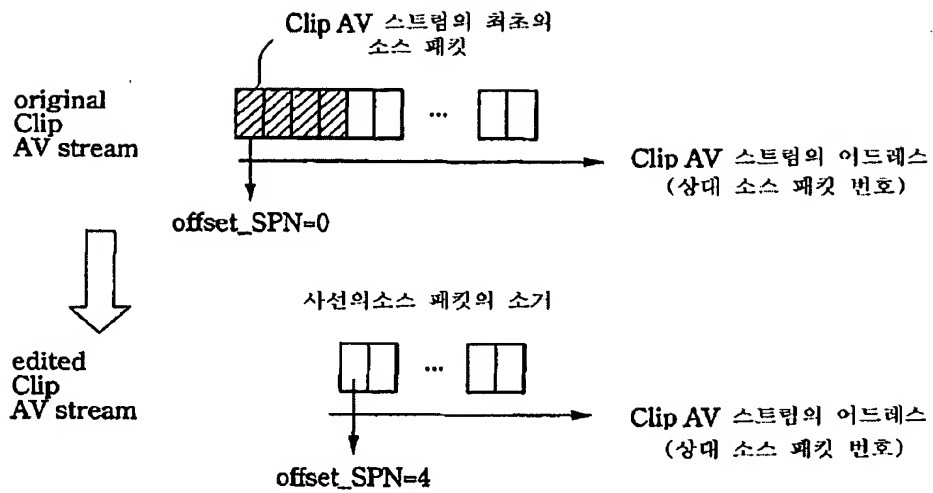 Clip AV 스트림의 최초의
소스 패킷
original
Clip
AV stream
...
Clip AV 스트림의 어드레스
(상대 소스 패킷 번호)
offset_SPN=0
사선의소스 패킷의 소거
edited
Clip
AV stream
...
Clip AV 스트림의 어드레스
(상대 소스 패킷 번호)
offset_SPN=4